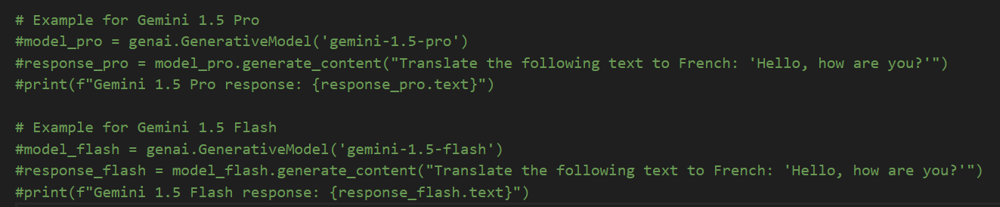 # Example for Gemini 1.5 Pro
#model_pro = genai.GenerativeModel('gemini-1.5-pro')
#response_pro = model_pro.generate_content("Translate the following text to French: 'Hello, how are you?'")
#print(f"Gemini 1.5 Pro response: {response_pro.text}")
# Example for Gemini 1.5 Flash
#model_flash = genai.GenerativeModel('gemini-1.5-flash')
#response_flash = model_flash.generate_content("Translate the following text to French: 'Hello, how are you?'")
#print(f"Gemini 1.5 Flash response: {response_flash.text}")